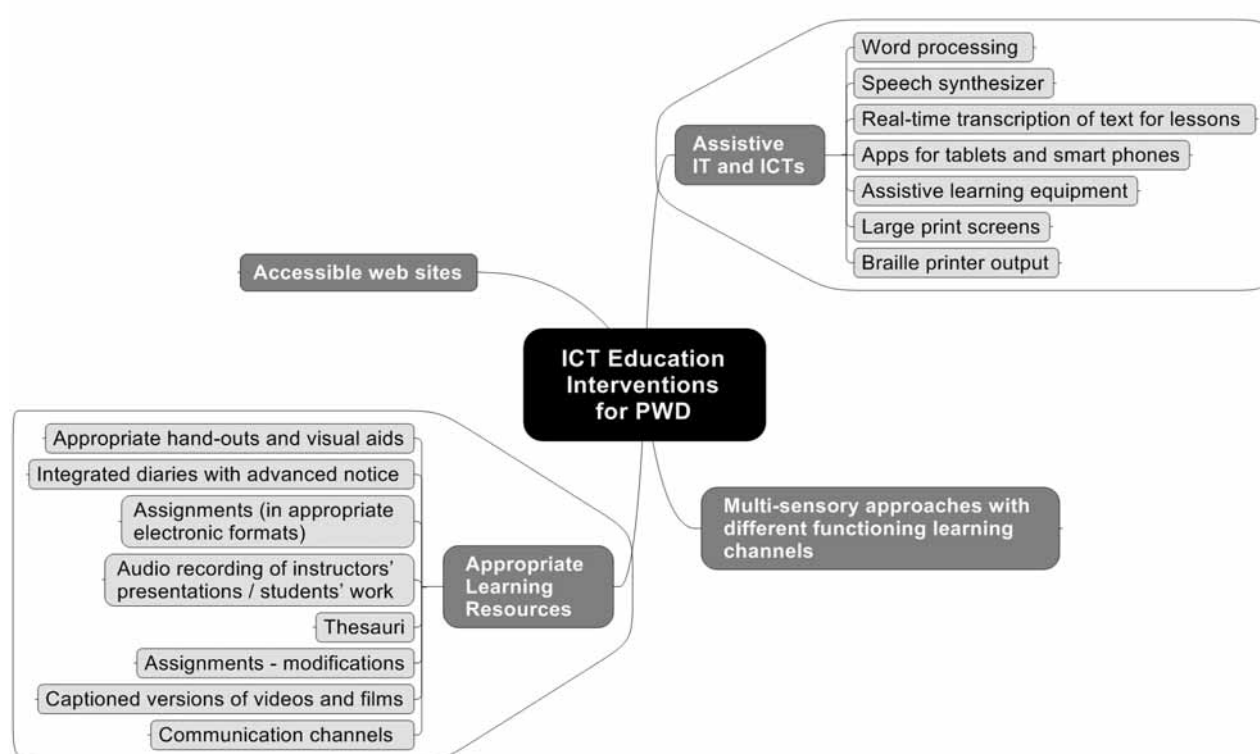 Word processing
Speech synthesizer
Real-time transcription of text for lessons
Assistive
IT and ICTs
Apps for tablets and smart phones
Assistive learning equipment
Large print screens
Braille printer output
Accessible web sites
ICT Education
Interventions
for PWD
Appropriate hand-outs and visual aids
Integrated diaries with advanced notice
Assignments (in appropriate
electronic formats)
Audio recording of instructors’
presentations / students’ work
Thesauri
Assignments - modifications
Captioned versions of videos and films
Communication channels
Appropriate
Learning
Resources
Multi-sensory approaches with
different functioning learning
channels